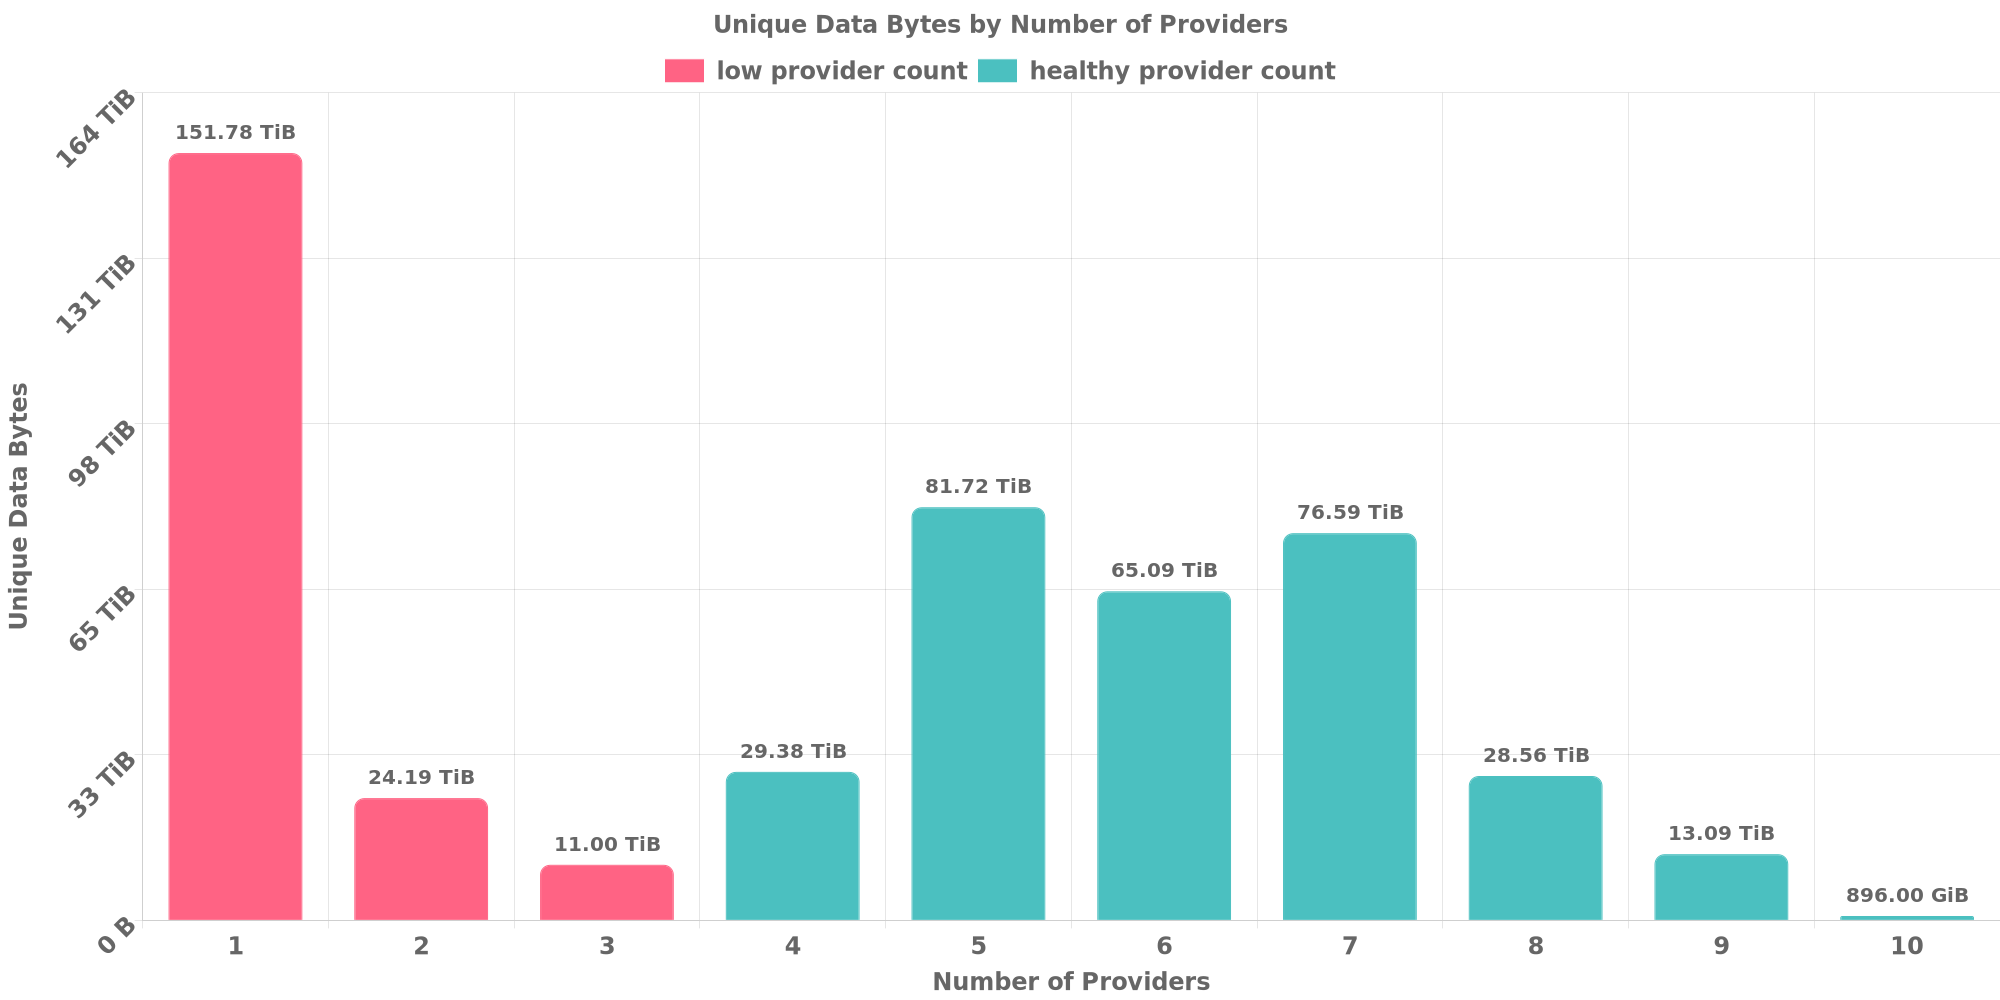 Unique Data Bytes by Number of Providers
low provider count
healthy provider count
Unique Data Bytes
164 TiB
131 TiB
98 TiB
65 TiB
33 TiB
0 B
151.78 TiB
24.19 TiB
11.00 TiB
29.38 TiB
81.72 TiB
65.09 TiB
76.59 TiB
28.56 TiB
13.09 TiB
896.00 GiB
1 2 3 4 5 6 7 8 9 10
Number of Providers